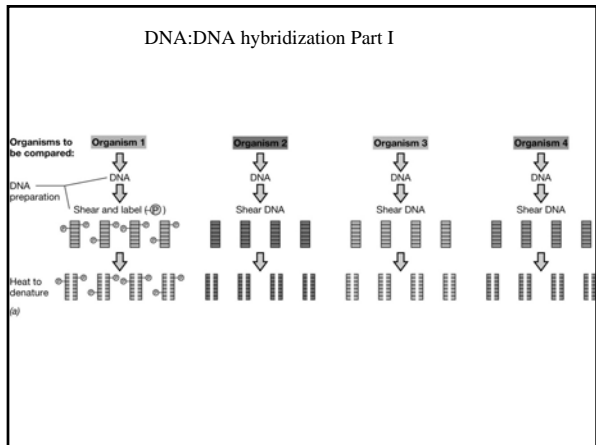 DNA:DNA hybridization Part I
Organisms to be compared:
Organism 1
Organism 2
Organism 3
Organism 4
DNA preparation
DNA
DNA
DNA
DNA
Shear and label (-Ⓟ)
Shear DNA
Shear DNA
Shear DNA
P P P P
P P P P
Heat to denature
P P P P
P P P P
(a)